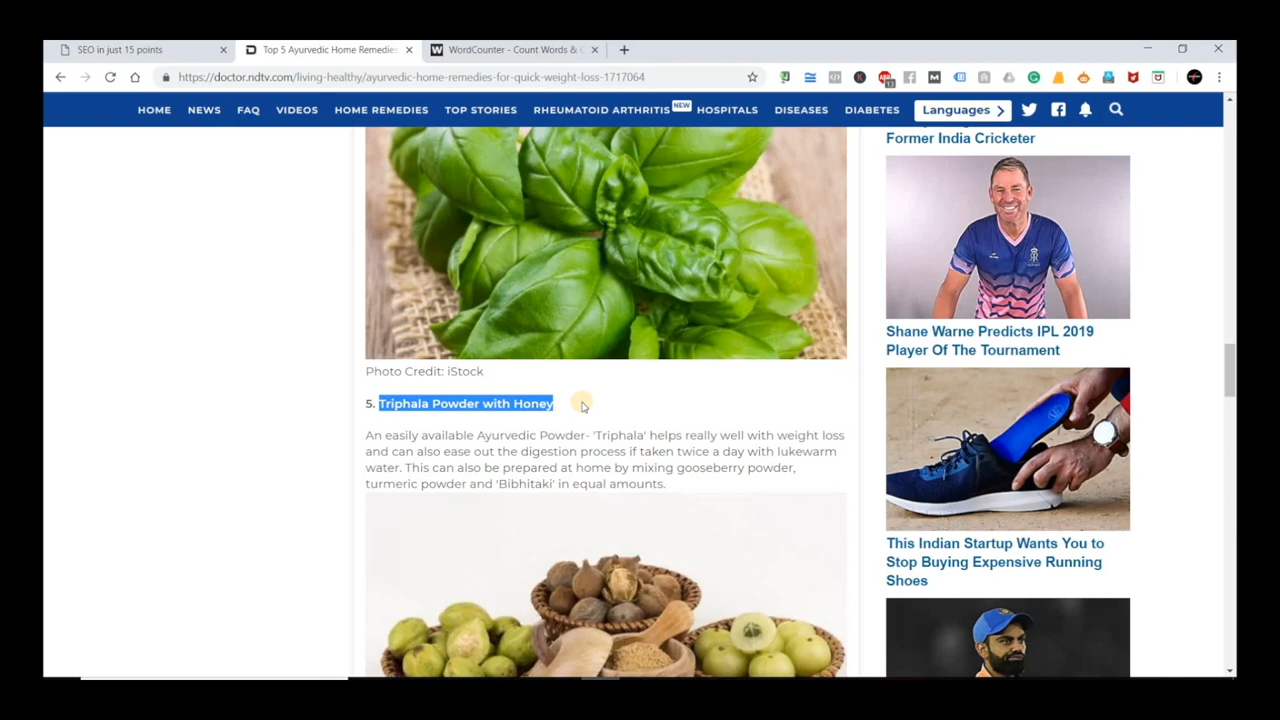 SEO in just 15 points
Top 5 Ayurvedic Home Remedies
WordCounter - Count Words &
https://doctor.ndtv.com/living-healthy/ayurvedic-home-remedies-for-quick-weight-loss-1717064
HOME NEWS FAQ VIDEOS HOME REMEDIES TOP STORIES RHEUMATOID ARTHRITIS NEW HOSPITALS DISEASES DIABETES Languages
Former India Cricketer
Shane Warne Predicts IPL 2019
Player Of The Tournament
Photo Credit: iStock
5. Triphala Powder with Honey
An easily available Ayurvedic Powder- 'Triphala' helps really well with weight loss
and can also ease out the digestion process if taken twice a day with lukewarm
water. This can also be prepared at home by mixing gooseberry powder,
turmeric powder and 'Bibhitaki' in equal amounts.
This Indian Startup Wants You to
Stop Buying Expensive Running
Shoes